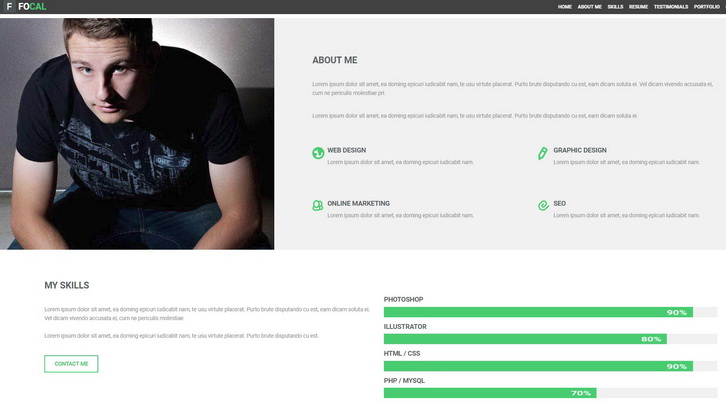 F FOCAL
HOME ABOUT ME SKILLS RESUME TESTIMONIALS PORTFOLIO
ABOUT ME
Lorem ipsum dolor sit amet, ea doming epicuri iudicabit nam, te usu virtute placerat. Purto brute disputando cu est, eam dicam soluta ei. Vel dicam vivendo accusata ei,
cum ne periculis molestiae pri.
Lorem ipsum dolor sit amet, ea doming epicuri iudicabit nam, te usu virtute placerat. Purto brute disputando cu est, eam dicam soluta ei.
WEB DESIGN
Lorem ipsum dolor sit amet, ea doming epicuri iudicabit nam.
GRAPHIC DESIGN
Lorem ipsum dolor sit amet, ea doming epicuri iudicabit nam.
ONLINE MARKETING
Lorem ipsum dolor sit amet, ea doming epicuri iudicabit nam.
SEO
Lorem ipsum dolor sit amet, ea doming epicuri iudicabit nam.
MY SKILLS
Lorem ipsum dolor sit amet, ea doming epicuri iudicabit nam, te usu virtute placerat. Purto brute disputando cu est, eam dicam soluta ei.
Vel dicam vivendo accusata ei, cum ne periculis molestiae
Lorem ipsum dolor sit amet, ea doming epicuri iudicabit nam, te usu virtute placerat. Purto brute disputando cu est.
CONTACT ME
PHOTOSHOP
90%
ILLUSTRATOR
80%
HTML / CSS
90%
PHP / MYSQL
70%